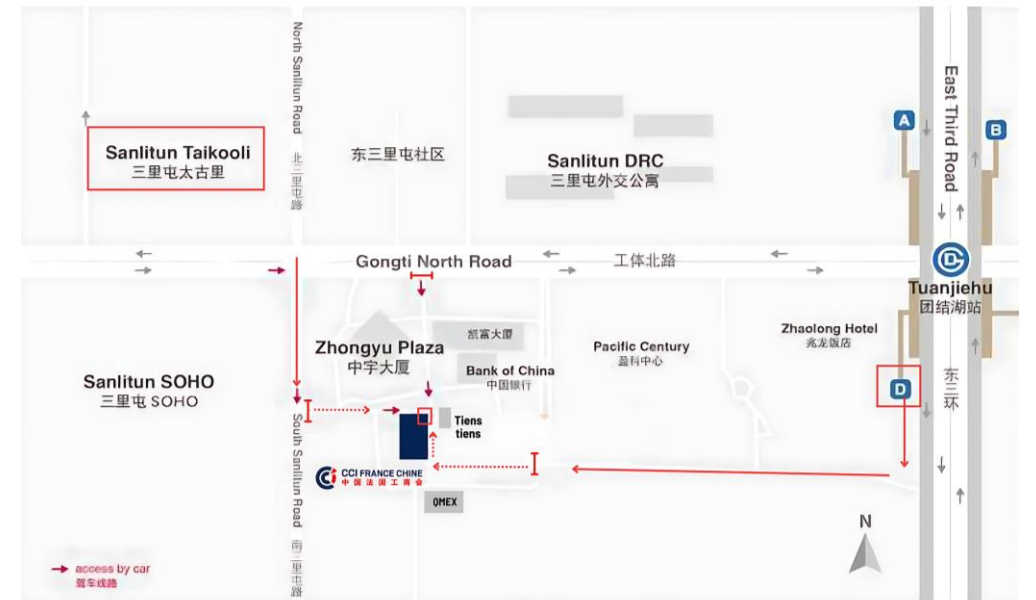 North Sanlitun Road
北三里屯路
Sanlitun Taikooli
三里屯太古里
东三里屯社区
Sanlitun DRC
三里屯外交公寓
A
B
East Third Road
Gongti North Road
工体北路
Tuanjiehu
团结湖站
Zhaolong Hotel
兆龙饭店
D
东三环
Pacific Century
盈科中心
凯富大厦
Bank of China
中国银行
Zhongyu Plaza
中宇大厦
Sanlitun SOHO
三里屯 SOHO
Tiens
tiens
South Sanlitun Road
南三里屯路
CCI FRANCE CHINE
中国法国工商会
QMEX
N
access by car
驾车线路